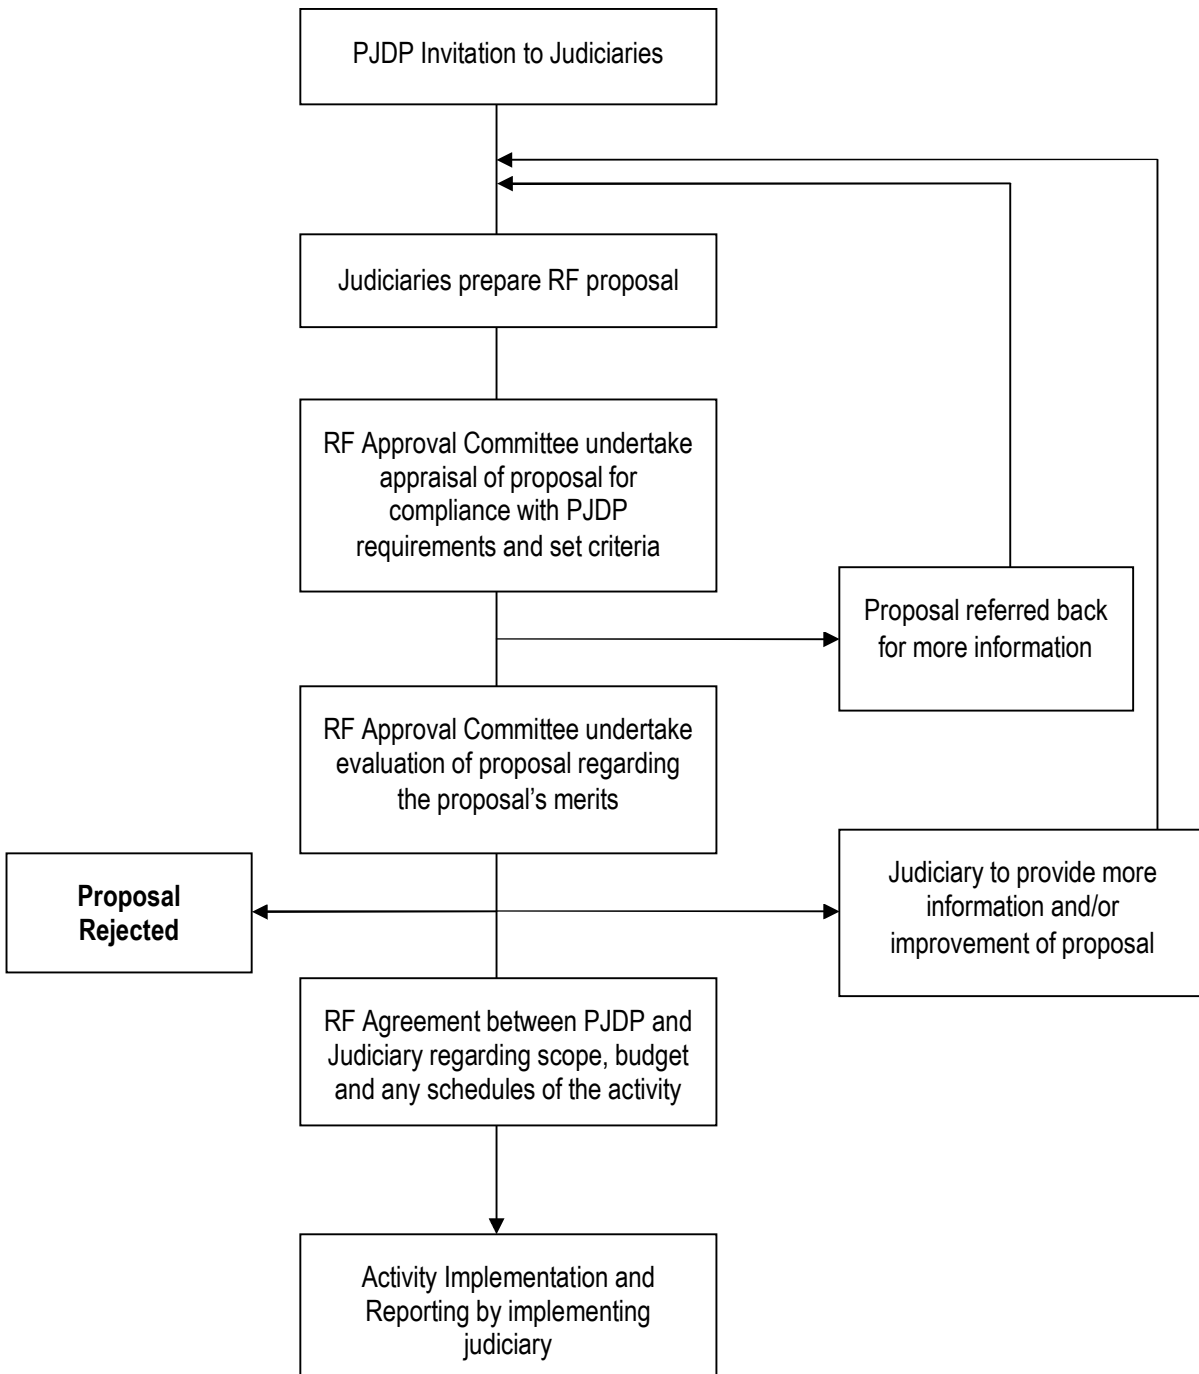 PJDP Invitation to Judiciaries
Judiciaries prepare RF proposal
RF Approval Committee undertake
appraisal of proposal for
compliance with PJDP
requirements and set criteria
Proposal referred back
for more information
RF Approval Committee undertake
evaluation of proposal regarding
the proposal's merits
Proposal
Rejected
Judiciary to provide more
information and/or
improvement of proposal
RF Agreement between PJDP and
Judiciary regarding scope, budget
and any schedules of the activity
Activity Implementation and
Reporting by implementing
judiciary